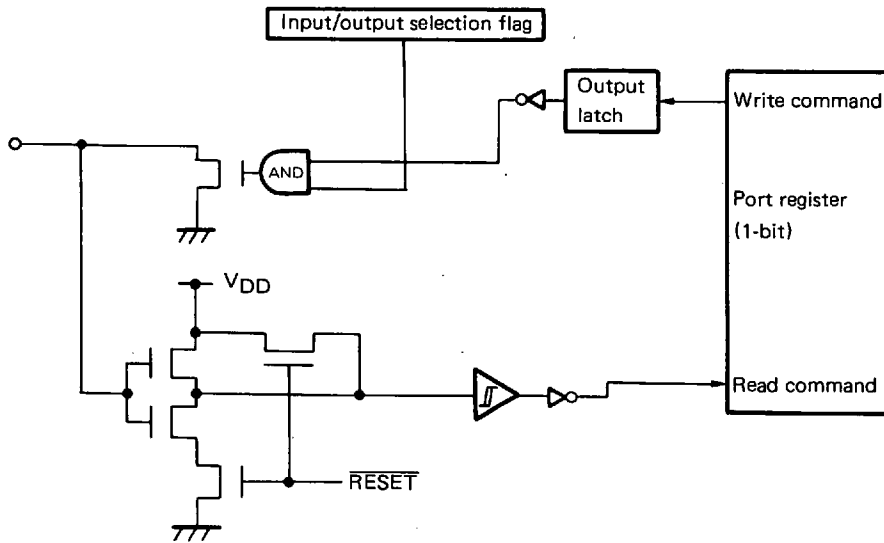 Input/output selection flag
Output
latch
Write command
AND
Port register
(1-bit)
VDD
Read command
RESET